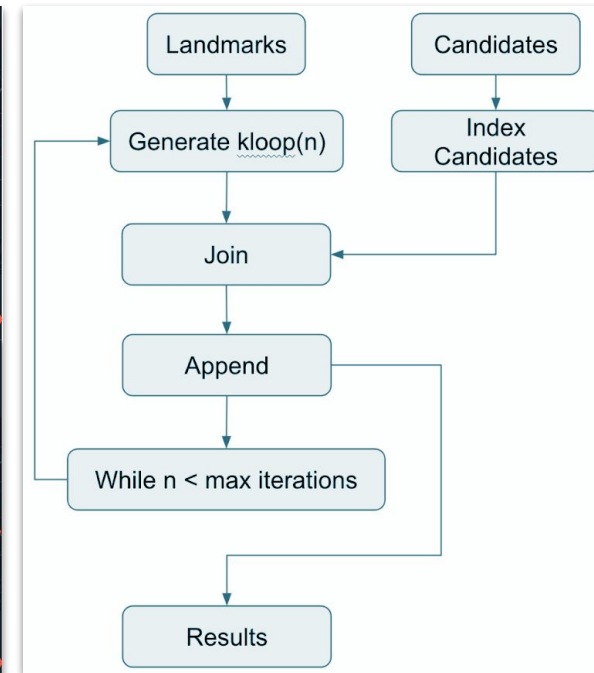 Landmarks
Candidates
Generate kloop(n)
Index
Candidates
Join
Append
While n < max iterations
Results